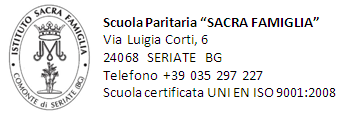 ISTITUTO SACRA FAMIGLIA
COMONTE di SERIATE (BG)
Scuola Paritaria “SACRA FAMIGLIA”
Via Luigia Corti, 6
24068 SERIATE BG
Telefono +39 035 297 227
Scuola certificata UNI EN ISO 9001:2008